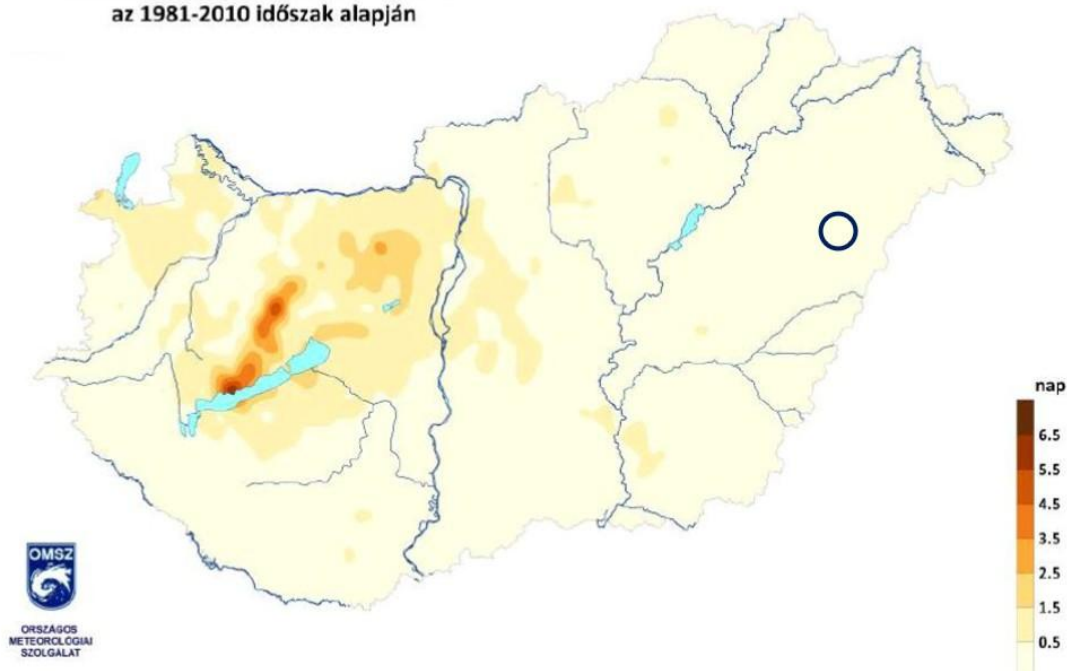 az 1981-2010 időszak alapján
nap
6.5
5.5
4.5
3.5
2.5
1.5
0.5
OMSZ
ORSZÁGOS
METEOROLÓGIAI
SZOLGÁLAT